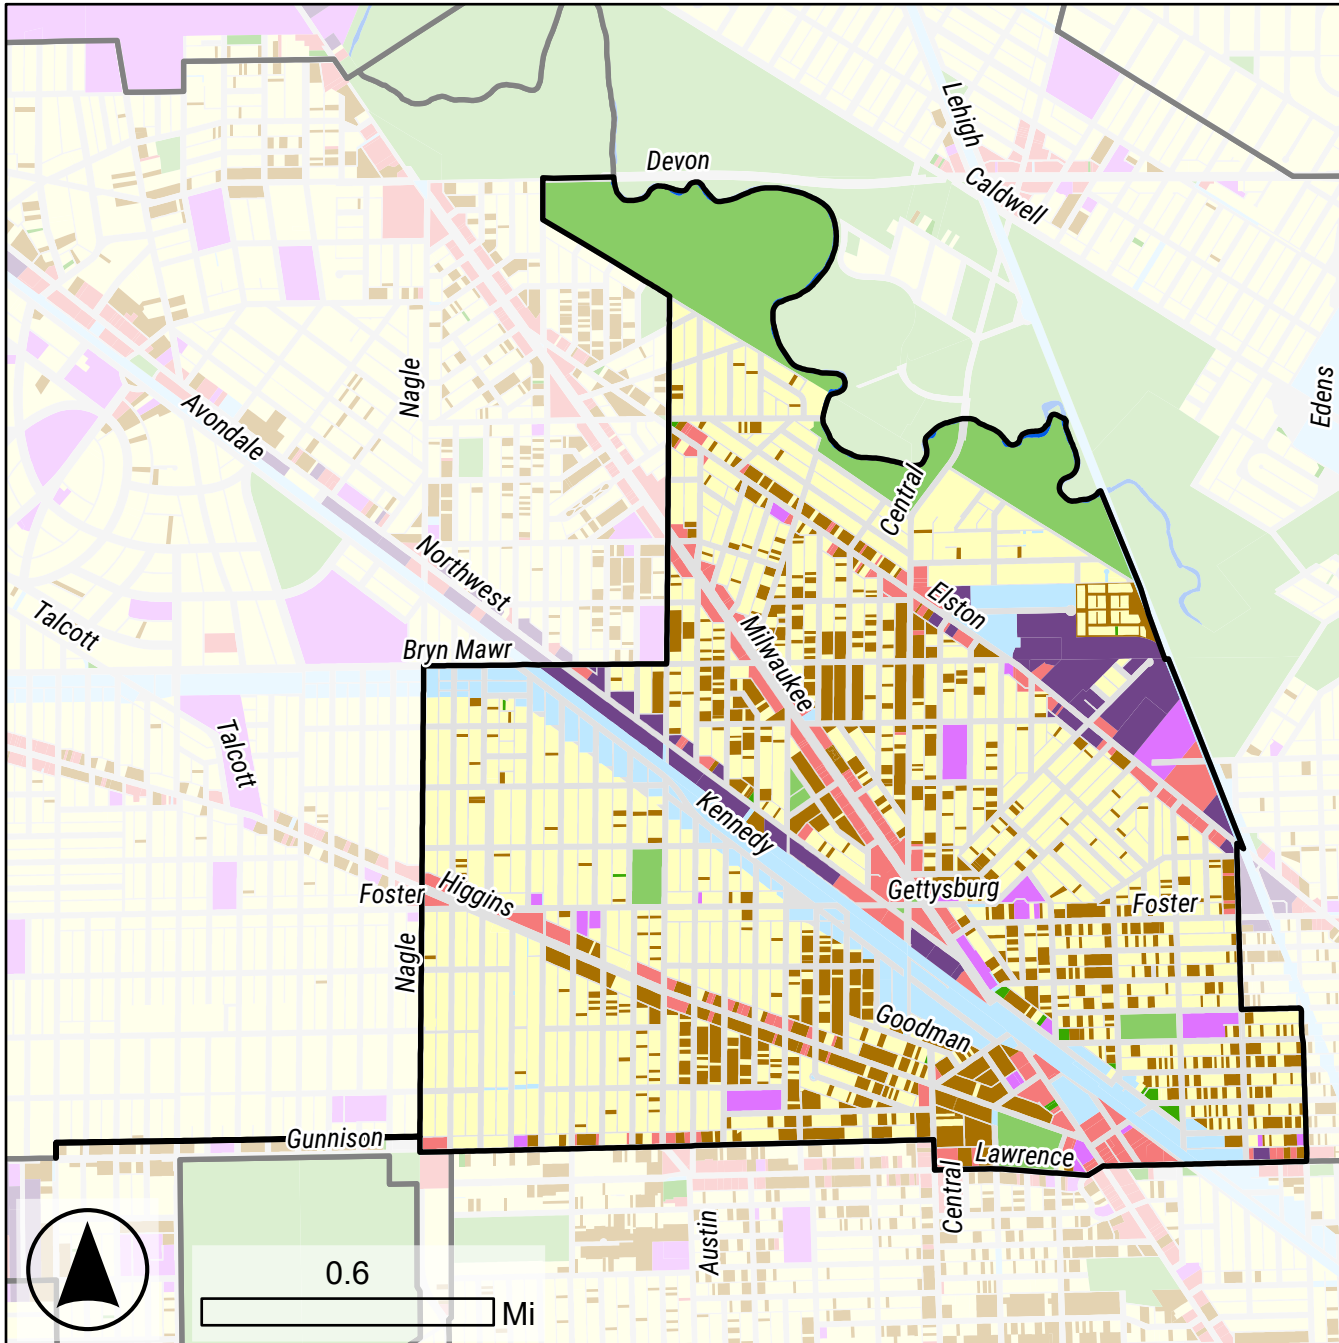 Devon
Lehigh
Caldwell
Edens
Nagle
Avondale
Central
Northwest
Elston
Talcott
Bryn Mawr
Milwaukee
Talcott
Kennedy
Foster
Higgins
Gettysburg
Foster
Nagle
Goodman
Gunnison
Lawrence
Central
Austin
0.6
Mi